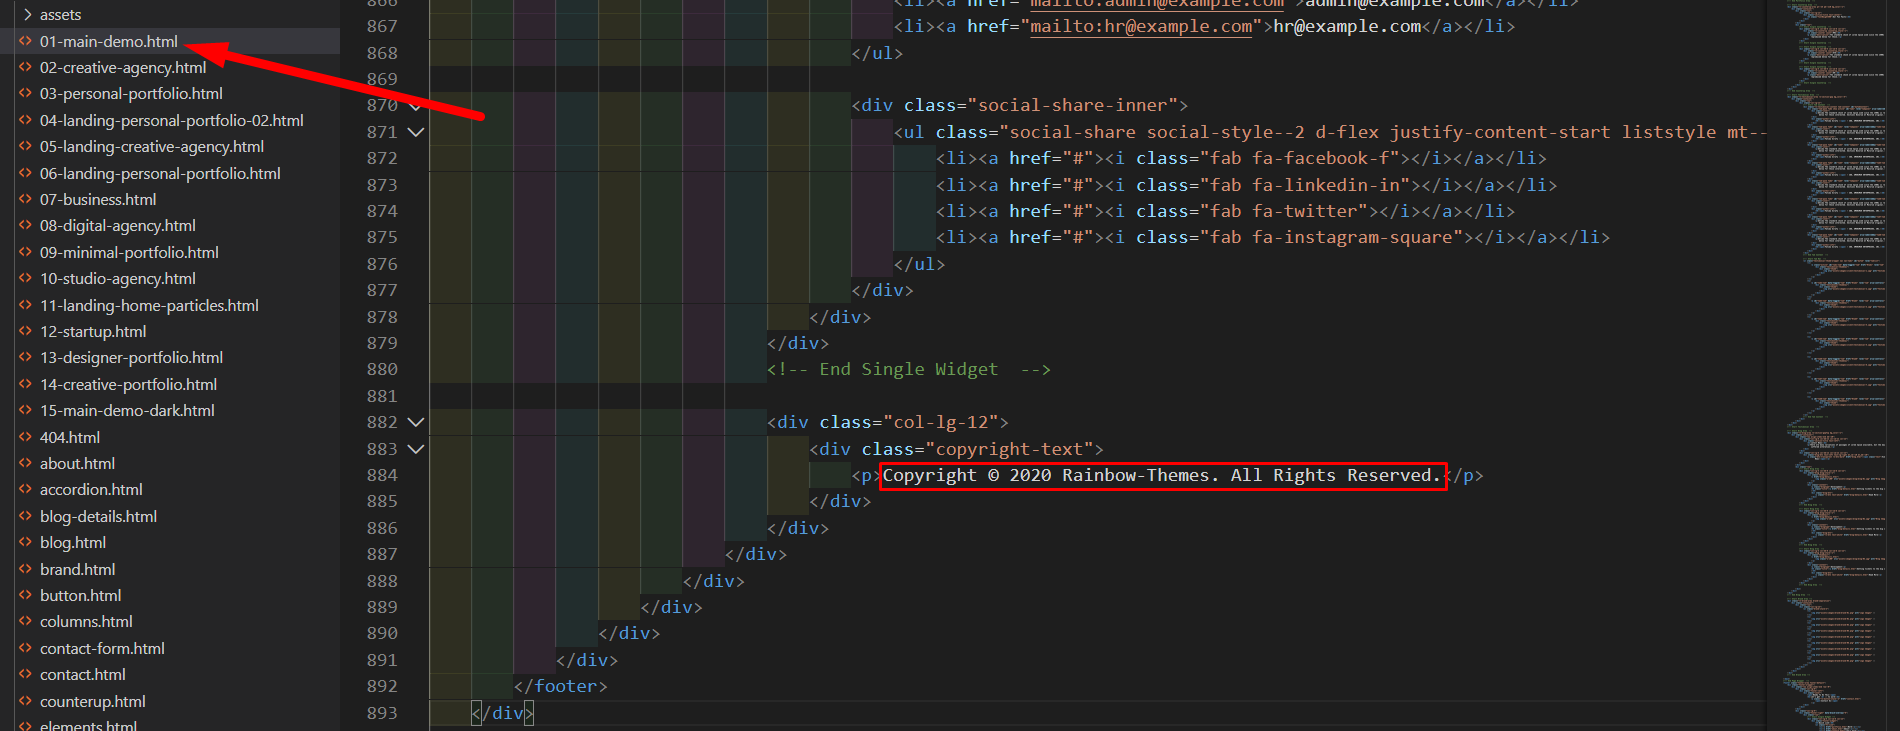 assets
01-main-demo.html
02-creative-agency.html
03-personal-portfolio.html
04-landing-personal-portfolio-02.html
05-landing-creative-agency.html
06-landing-personal-portfolio.html
07-business.html
08-digital-agency.html
09-minimal-portfolio.html
10-studio-agency.html
11-landing-home-particles.html
12-startup.html
13-designer-portfolio.html
14-creative-portfolio.html
15-main-demo-dark.html
404.html
about.html
accordion.html
blog-details.html
blog.html
brand.html
button.html
columns.html
contact-form.html
contact.html
counterup.html
elements.html
866 <li><a href="mailto:admin@example.com">admin@example.com</a></li>
867 <li><a href="mailto:hr@example.com">hr@example.com</a></li>
868 </ul>
869
870 <div class="social-share-inner">
871 <ul class="social-share social-style--2 d-flex justify-content-start liststyle mt--
872 <li><a href="#"><i class="fab fa-facebook-f"></i></a></li>
873 <li><a href="#"><i class="fab fa-linkedin-in"></i></a></li>
874 <li><a href="#"><i class="fab fa-twitter"></i></a></li>
875 <li><a href="#"><i class="fab fa-instagram-square"></i></a></li>
876 </ul>
877 </div>
878 </div>
879 </div>
880 <!-- End Single Widget  -->
881
882 <div class="col-lg-12">
883 <div class="copyright-text">
884 <p>Copyright © 2020 Rainbow-Themes. All Rights Reserved.</p>
885 </div>
886 </div>
887 </div>
888 </div>
889 </div>
890 </div>
891 </div>
892 </footer>
893 </div>